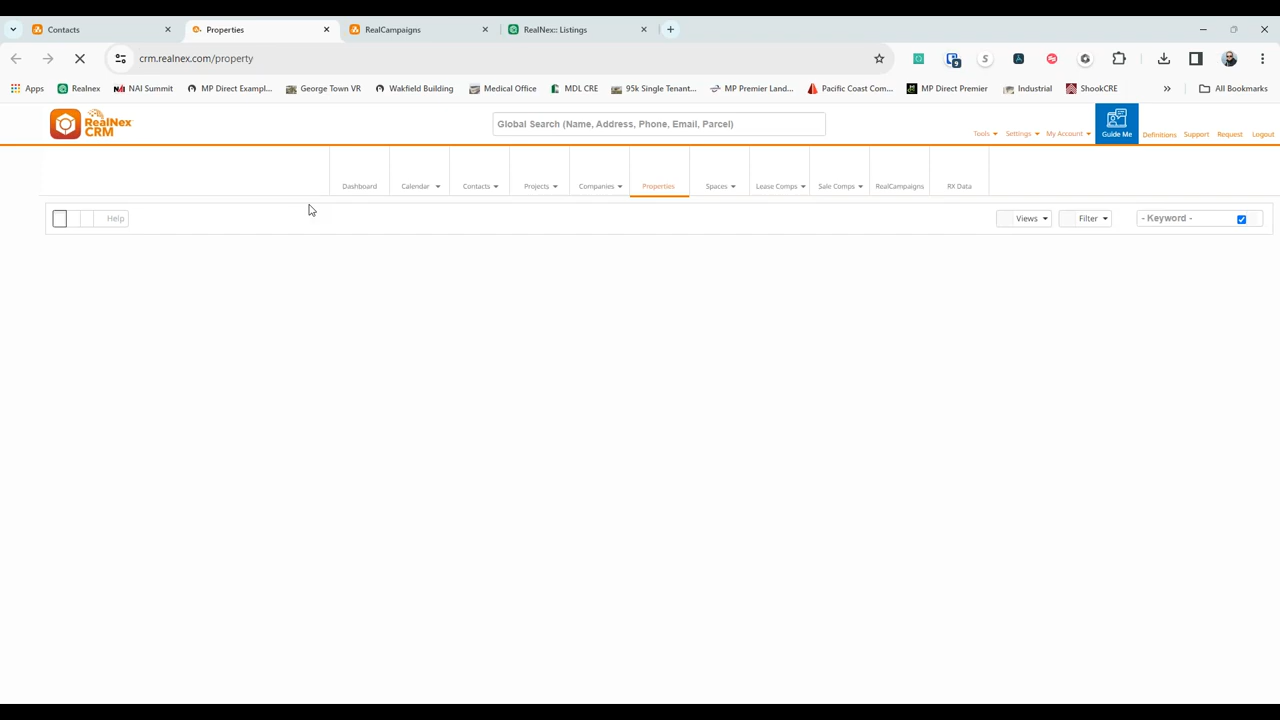 Contacts
Properties
RealCampaigns
RealNex:: Listings
crm.realnex.com/property
9
Apps
Realnex
NAI Summit
MP Direct Exampl...
George Town VR
Wakfield Building
Medical Office
MDL CRE
95k Single Tenant...
MP Premier Land...
Pacific Coast Com...
MP Direct Premier
Industrial
ShookCRE
»
All Bookmarks
RealNex
CRM
Global Search (Name, Address, Phone, Email, Parcel)
Tools
Settings
My Account
Guide Me
Definitions
Support
Request
Logout
Dashboard
Calendar
Contacts
Projects
Companies
Properties
Spaces
Lease Comps
Sale Comps
RealCampaigns
RX Data
Help
Views
Filter
- Keyword -